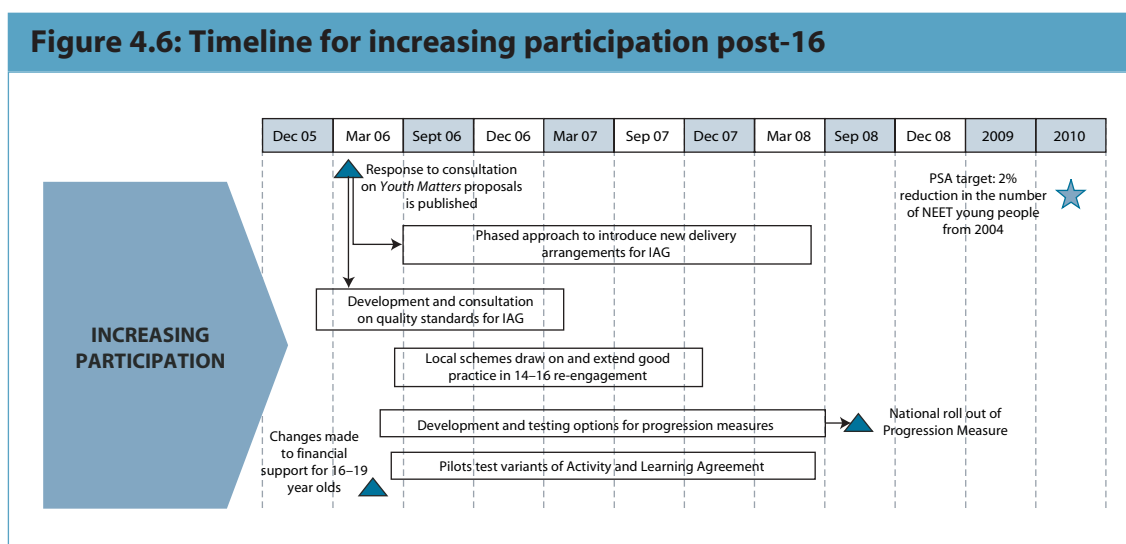 Figure 4.6: Timeline for increasing participation post-16
Dec 05 Mar 06 Sept 06 Dec 06 Mar 07 Sep 07 Dec 07 Mar 08 Sep 08 Dec 08 2009 2010
Response to consultation
on Youth Matters proposals
is published
PSA target: 2%
reduction in the number
of NEET young people
from 2004
Phased approach to introduce new delivery
arrangements for IAG
Development and consultation
on quality standards for IAG
INCREASING
PARTICIPATION
Local schemes draw on and extend good
practice in 14–16 re-engagement
Development and testing options for progression measures
National roll out of
Progression Measure
Changes made
to financial
support for 16–19
year olds
Pilots test variants of Activity and Learning Agreement